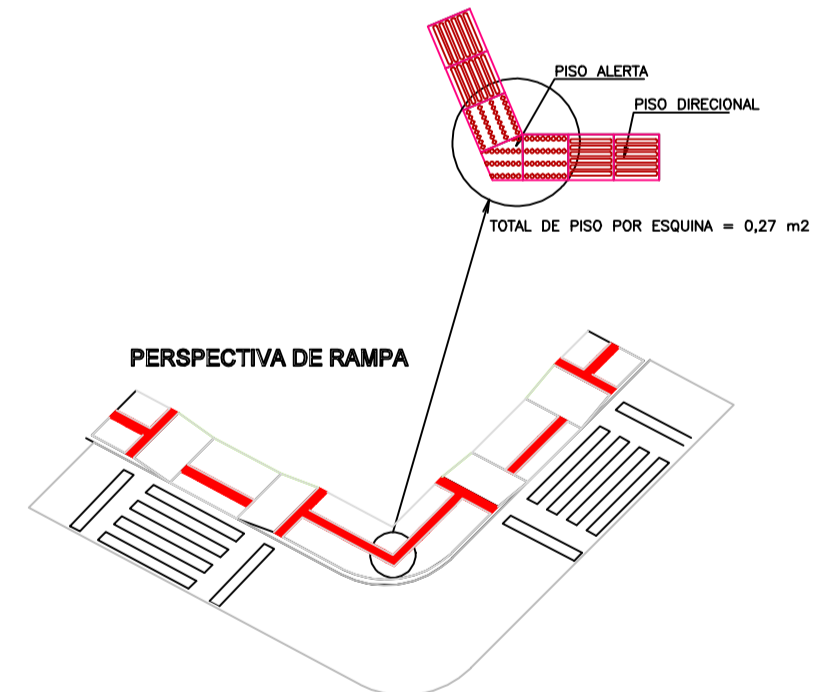 PISO ALERTA
PISO DIRECIONAL
TOTAL DE PISO POR ESQUINA = 0,27 m2
PERSPECTIVA DE RAMPA